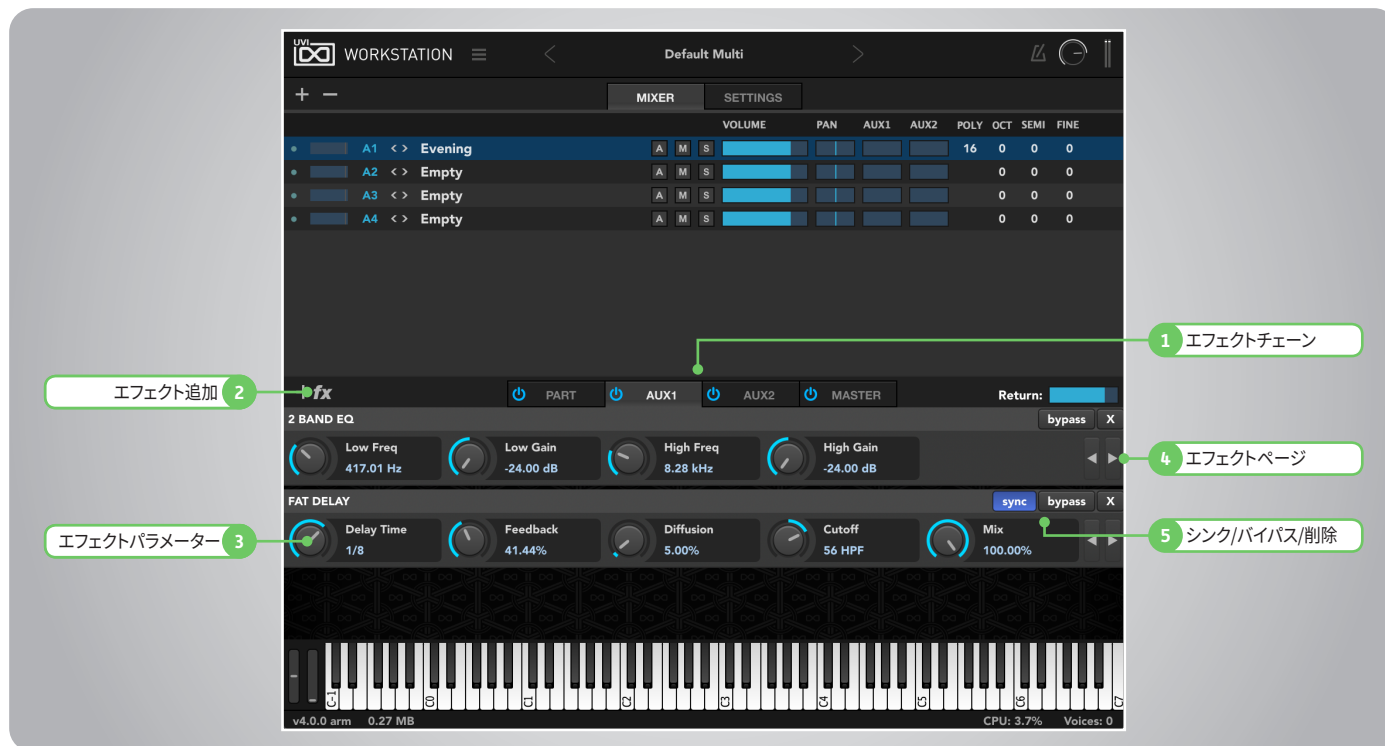 UVI WORKSTATION Default Multi
+ − MIXER SETTINGS
VOLUME PAN AUX1 AUX2 POLY OCT SEMI FINE
A1 < > Evening A M S 16 0 0 0
A2 < > Empty A M S 0 0 0
A3 < > Empty A M S 0 0 0
A4 < > Empty A M S 0 0 0
1 エフェクトチェーン
エフェクト追加 2
fx PART AUX1 AUX2 MASTER Return:
2 BAND EQ bypass X
Low Freq Low Gain High Freq High Gain
417.01 Hz -24.00 dB 8.28 kHz -24.00 dB
4 エフェクトページ
FAT DELAY sync bypass X
エフェクトパラメーター 3
Delay Time Feedback Diffusion Cutoff Mix
1/8 41.44% 5.00% 56 HPF 100.00%
5 シンク/バイパス/削除
C-1 C0 C1 C2 C3 C4 C5 C6 C7
v4.0.0 arm 0.27 MB CPU: 3.7% Voices: 0